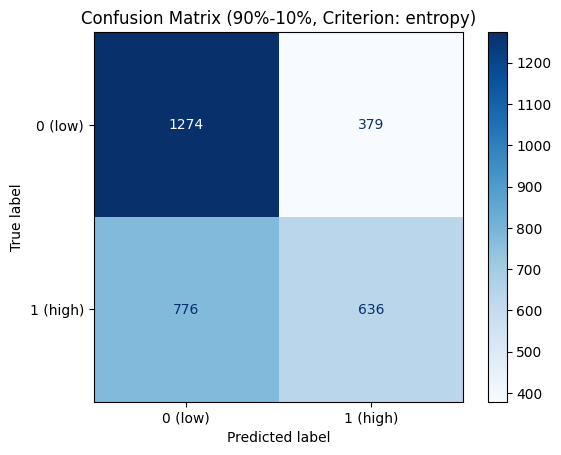 Confusion Matrix (90%-10%, Criterion: entropy)
True label
0 (low)
1274
379
1 (high)
776
636
0 (low)
1 (high)
Predicted label
1200
1100
1000
900
800
700
600
500
400